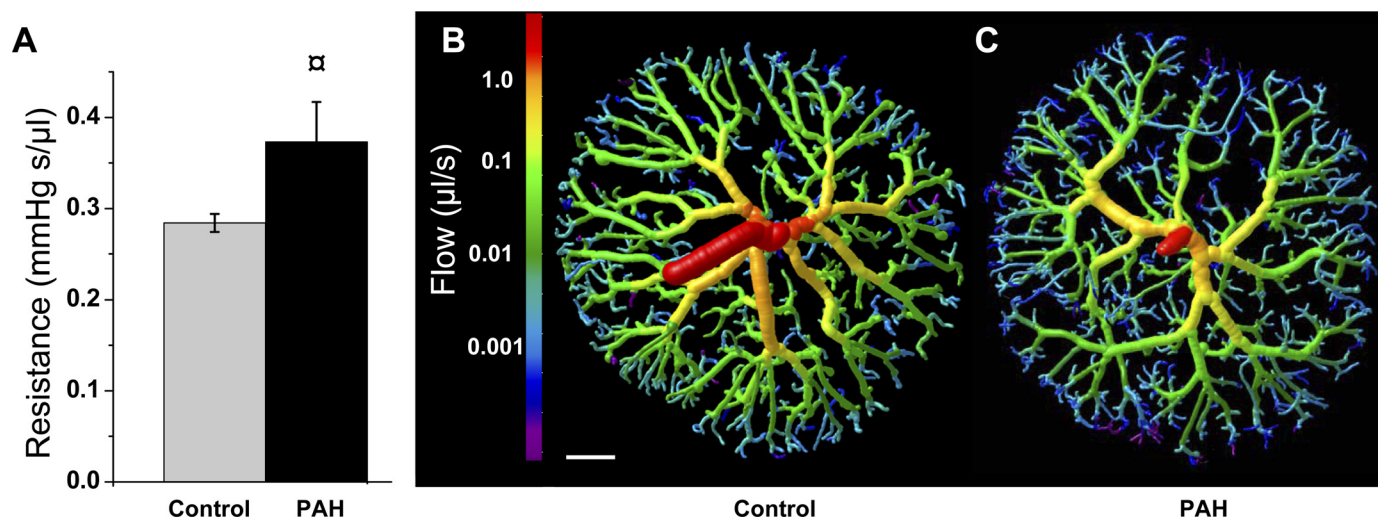 A
¤
Resistance (mmHg s/µl)
0.4
0.3
0.2
0.1
0.0
Control
PAH
B
Flow (µl/s)
1.0
0.1
0.01
0.001
Control
C
PAH